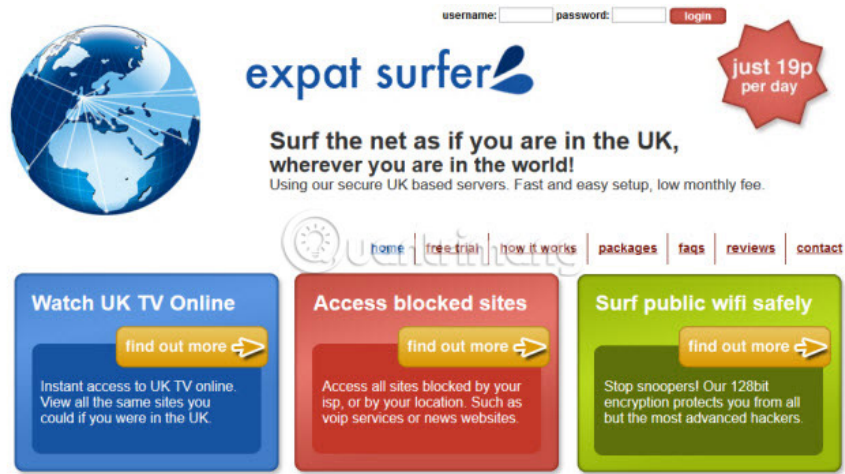 username: password: login
just 19p
per day
expat surfer
Surf the net as if you are in the UK,
wherever you are in the world!
Using our secure UK based servers. Fast and easy setup, low monthly fee.
Quantrimang
home free trial how it works packages faqs reviews contact
Watch UK TV Online
find out more
Instant access to UK TV online.
View all the same sites you
could if you were in the UK.
Access blocked sites
find out more
Access all sites blocked by your
isp, or by your location. Such as
voip services or news websites.
Surf public wifi safely
find out more
Stop snoopers! Our 128bit
encryption protects you from all
but the most advanced hackers.